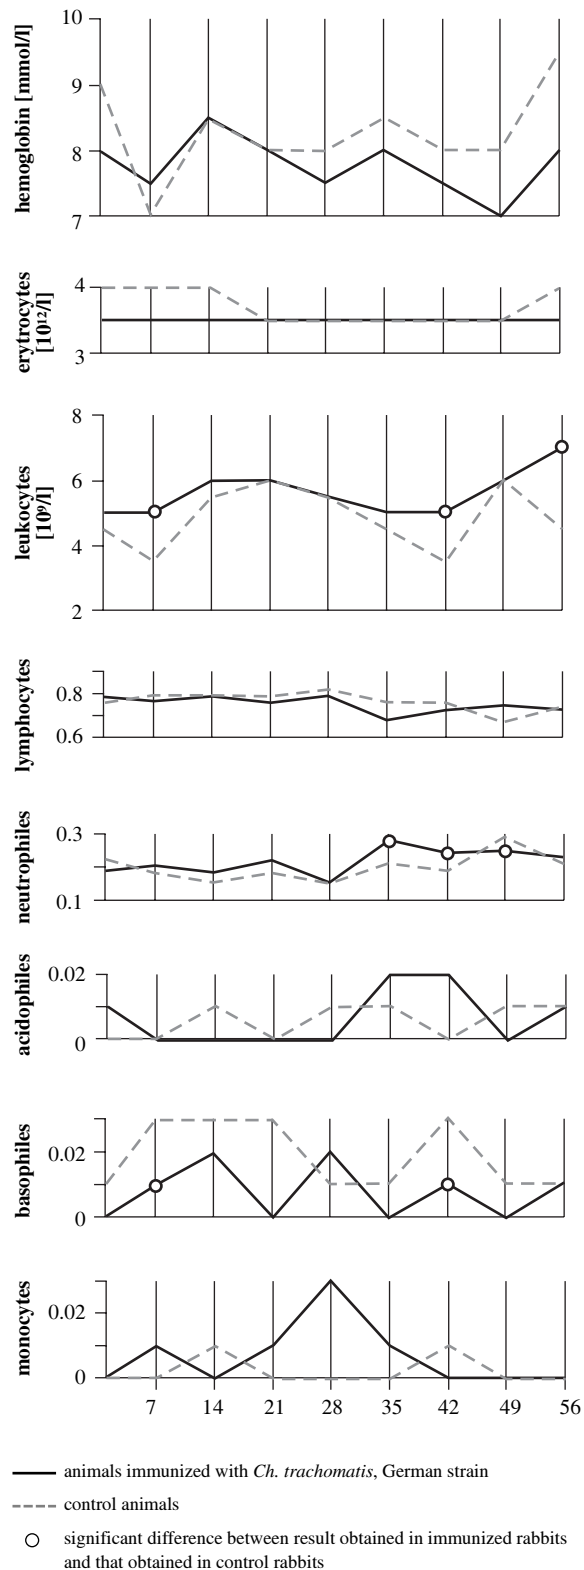 hemoglobin [mmol/l]
10
9
8
7
erytrocytes
[10¹²/l]
4
3
leukocytes
[10⁹/l]
8
6
4
2
lymphocytes
0.8
0.6
neutrophiles
0.3
0.1
acidophiles
0.02
0
basophiles
0.02
0
monocytes
0.02
0
7 14 21 28 35 42 49 56
animals immunized with Ch. trachomatis, German strain
control animals
significant difference between result obtained in immunized rabbits
and that obtained in control rabbits